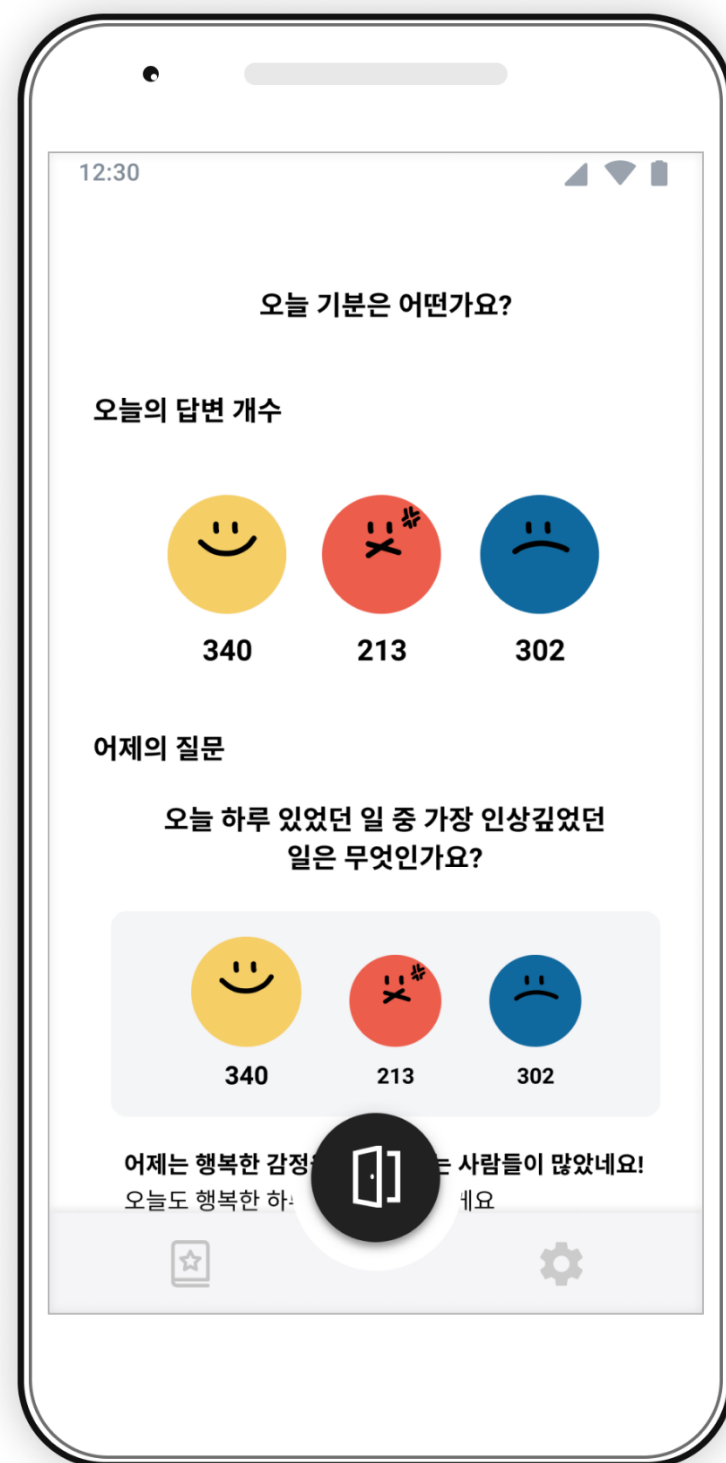 12:30
오늘 기분은 어떤가요?
오늘의 답변 개수
340 213 302
어제의 질문
오늘 하루 있었던 일 중 가장 인상깊었던
일은 무엇인가요?
340 213 302
어제는 행복한 감정 사람들이 많았네요!
오늘도 행복한